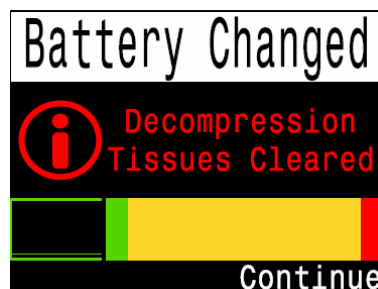 Battery Changed
Decompression
Tissues Cleared
Continue